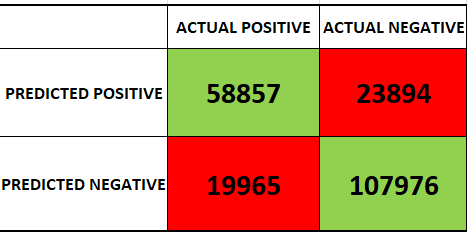 ACTUAL POSITIVE ACTUAL NEGATIVE
PREDICTED POSITIVE 58857 23894
PREDICTED NEGATIVE 19965 107976